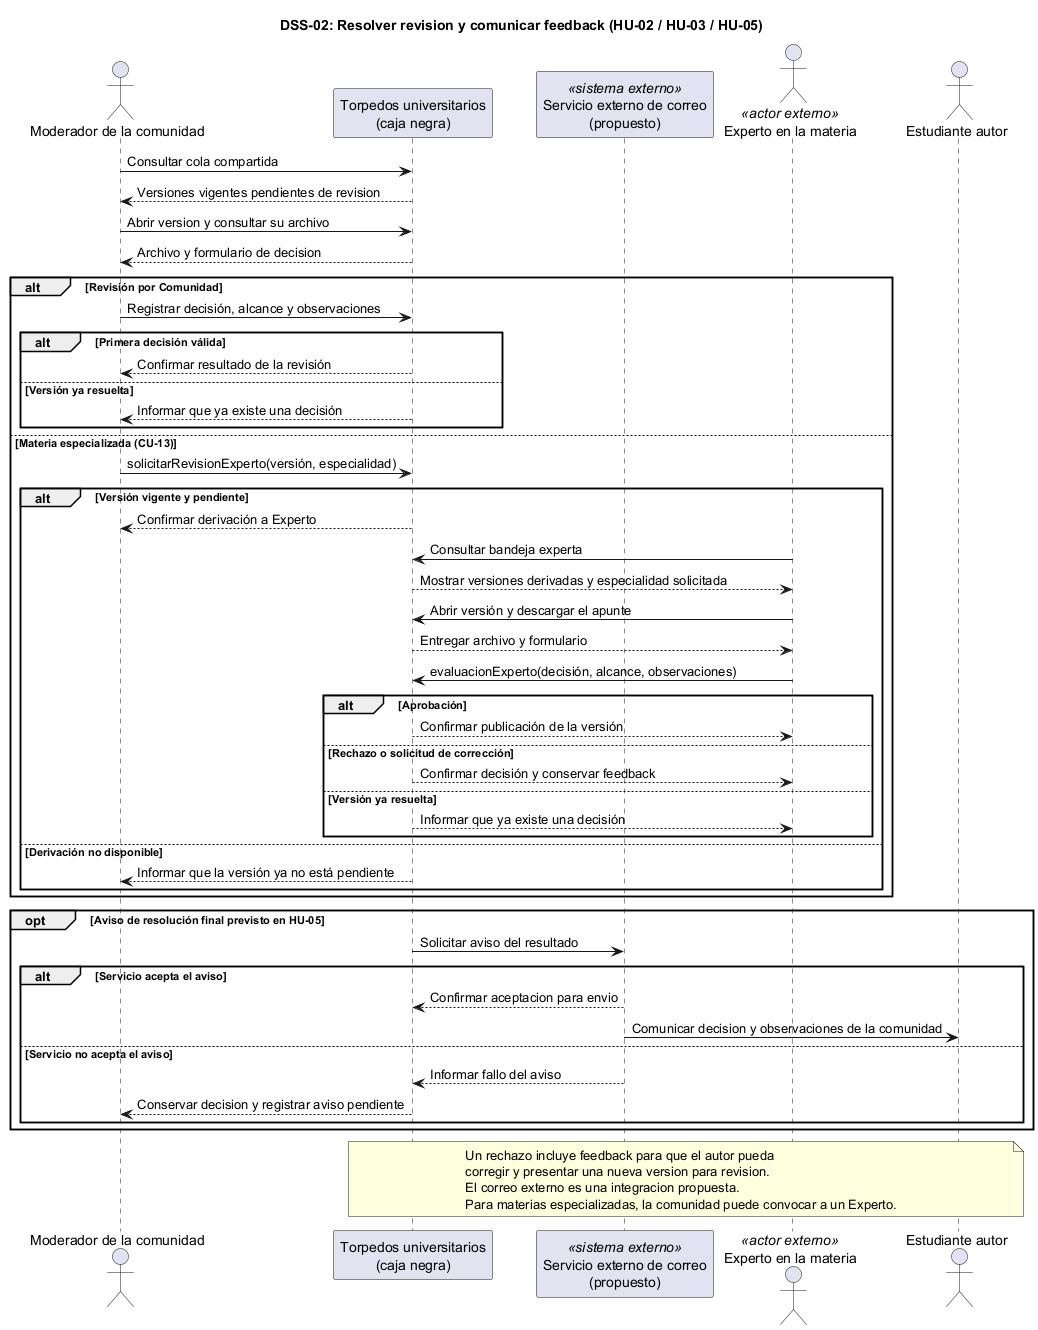 DSS-02: Resolver revision y comunicar feedback (HU-02 / HU-03 / HU-05)
Moderador de la comunidad
Torpedos universitarios
(caja negra)
«sistema externo»
Servicio externo de correo
(propuesto)
«actor externo»
Experto en la materia
Estudiante autor
Consultar cola compartida
Versiones vigentes pendientes de revision
Abrir version y consultar su archivo
Archivo y formulario de decision
alt
[Revisión por Comunidad]
Registrar decisión, alcance y observaciones
alt
[Primera decisión válida]
Confirmar resultado de la revisión
[Versión ya resuelta]
Informar que ya existe una decisión
[Materia especializada (CU-13)]
solicitarRevisionExperto(versión, especialidad)
alt
[Versión vigente y pendiente]
Confirmar derivación a Experto
Consultar bandeja experta
Mostrar versiones derivadas y especialidad solicitada
Abrir versión y descargar el apunte
Entregar archivo y formulario
evaluacionExperto(decisión, alcance, observaciones)
alt
[Aprobación]
Confirmar publicación de la versión
[Rechazo o solicitud de corrección]
Confirmar decisión y conservar feedback
[Versión ya resuelta]
Informar que ya existe una decisión
[Derivación no disponible]
Informar que la versión ya no está pendiente
opt
[Aviso de resolución final previsto en HU-05]
Solicitar aviso del resultado
alt
[Servicio acepta el aviso]
Confirmar aceptacion para envio
Comunicar decision y observaciones de la comunidad
[Servicio no acepta el aviso]
Informar fallo del aviso
Conservar decision y registrar aviso pendiente
Un rechazo incluye feedback para que el autor pueda
corregir y presentar una nueva version para revision.
El correo externo es una integracion propuesta.
Para materias especializadas, la comunidad puede convocar a un Experto.
Moderador de la comunidad
Torpedos universitarios
(caja negra)
«sistema externo»
Servicio externo de correo
(propuesto)
«actor externo»
Experto en la materia
Estudiante autor